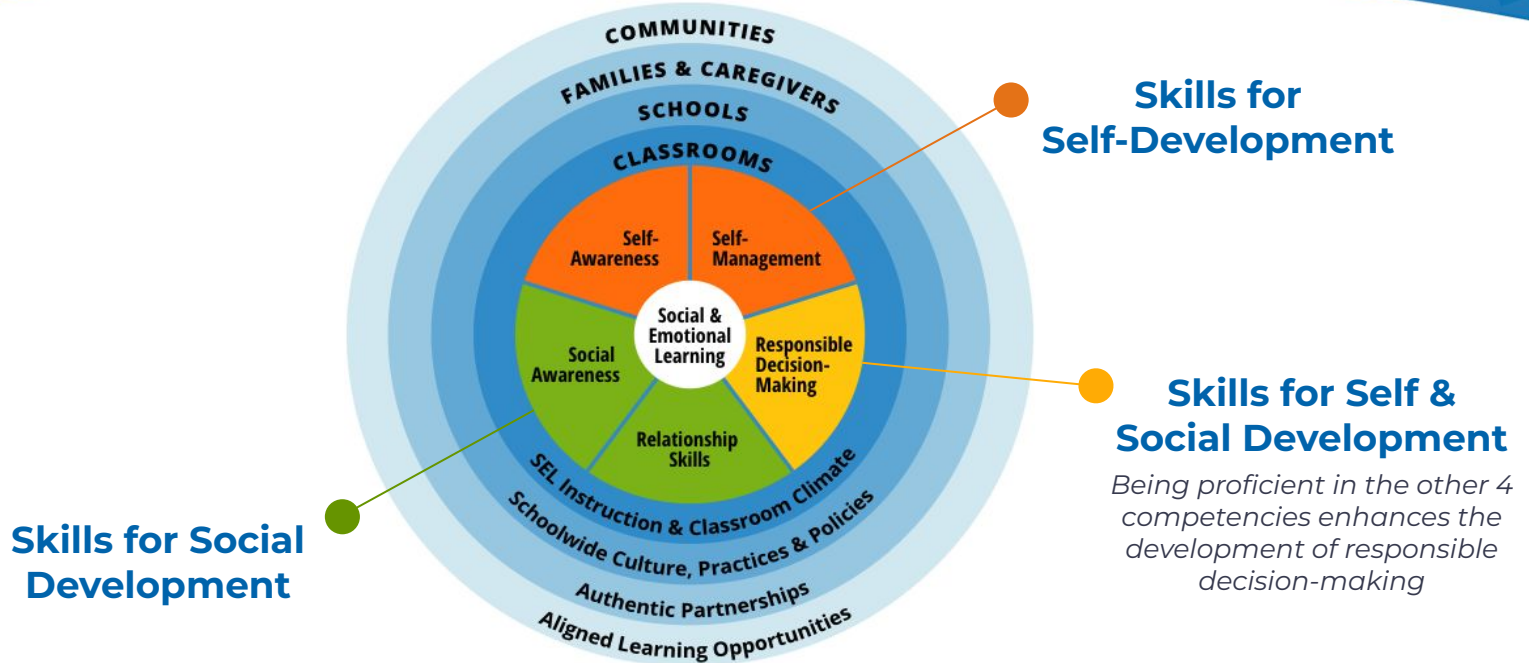 COMMUNITIES
FAMILIES & CAREGIVERS
SCHOOLS
CLASSROOMS
Self-
Awareness
Self-
Management
Social &
Emotional
Learning
Social
Awareness
Responsible
Decision-
Making
Relationship
Skills
SEL Instruction & Classroom Climate
Schoolwide Culture, Practices & Policies
Authentic Partnerships
Aligned Learning Opportunities
Skills for
Self-Development
Skills for Self &
Social Development
Being proficient in the other 4
competencies enhances the
development of responsible
decision-making
Skills for Social
Development